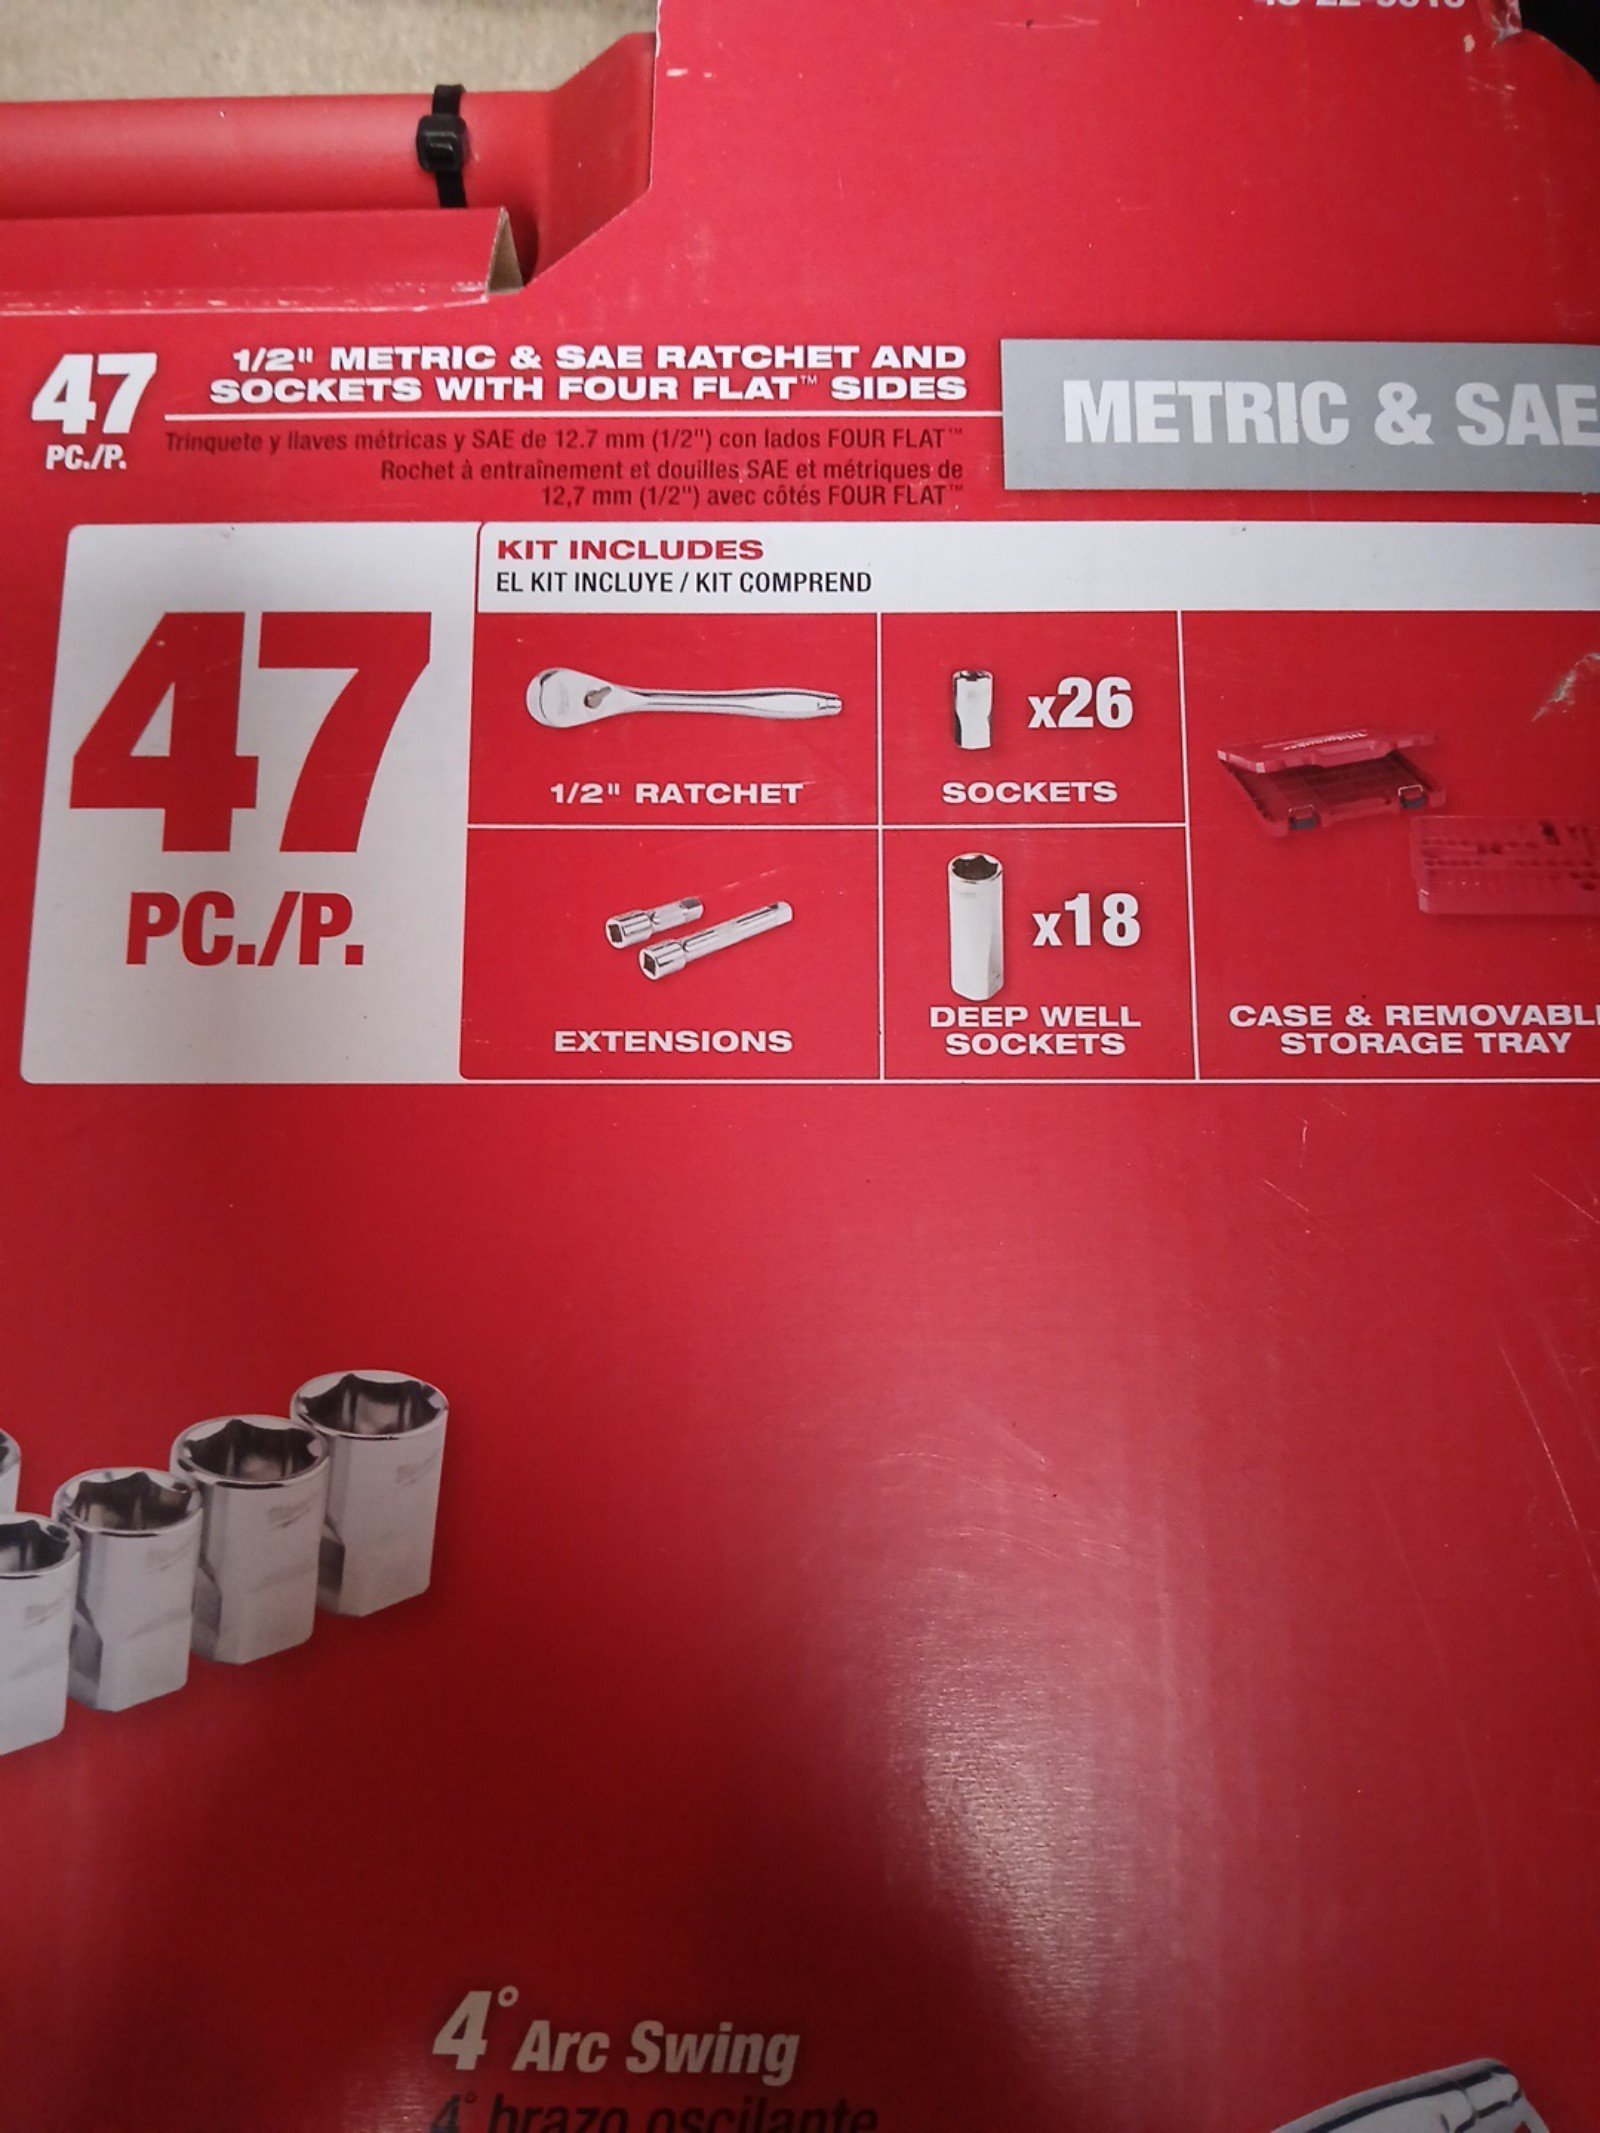 47
PC./P.
1/2" METRIC & SAE RATCHET AND
SOCKETS WITH FOUR FLAT™ SIDES
Trinquete y llaves métricas y SAE de 12.7 mm (1/2") con lados FOUR FLAT™
Rochet à entraînement et douilles SAE et métriques de
12,7 mm (1/2") avec côtés FOUR FLAT™
METRIC & SAE
47
PC./P.
KIT INCLUDES
EL KIT INCLUYE / KIT COMPREND
1/2" RATCHET
x26
SOCKETS
EXTENSIONS
x18
DEEP WELL
SOCKETS
CASE & REMOVABL
STORAGE TRAY
4° Arc Swing
4° brazo oscilante